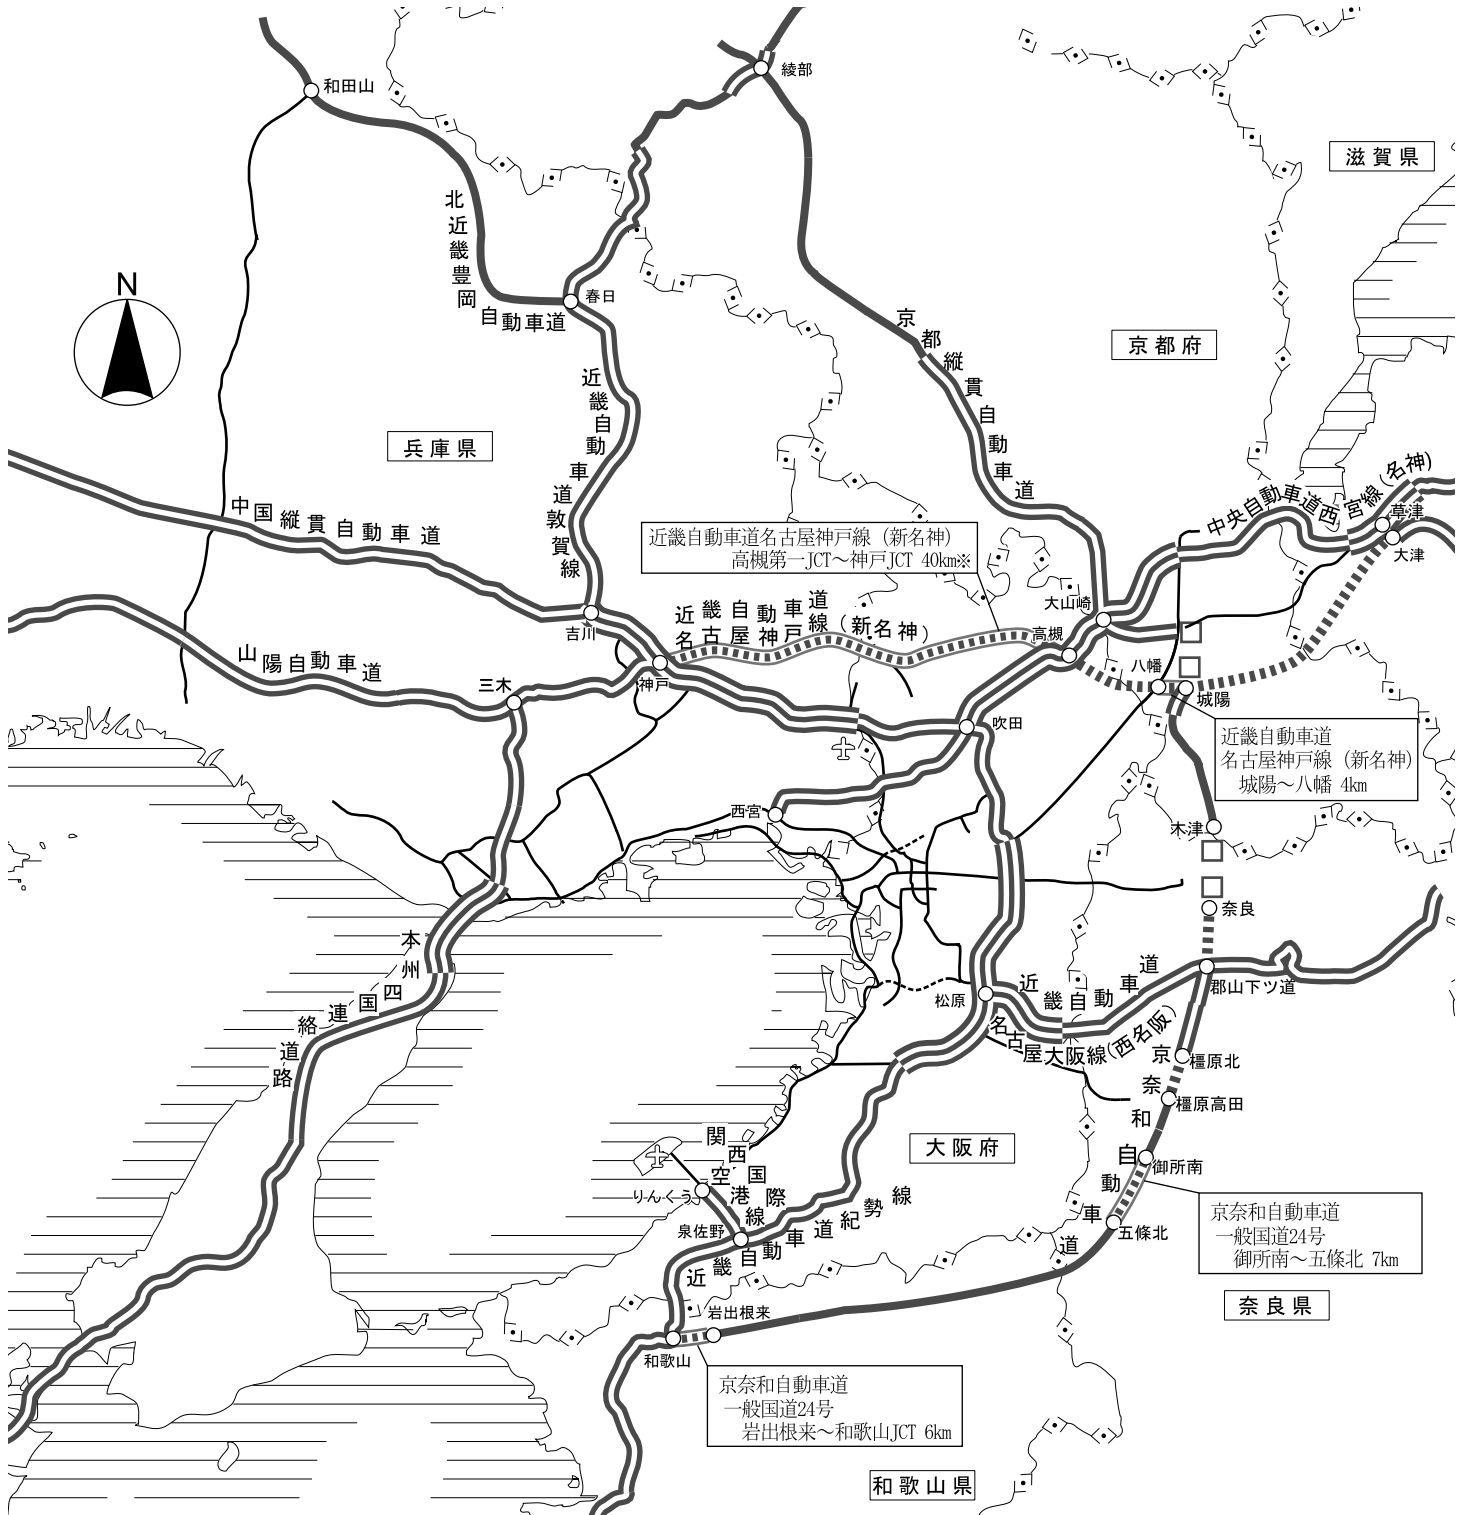 綾部
和田山
滋賀県
北近畿豊岡自動車道
N
春日
京都府
京都縦貫自動車道
近畿自動車道敦賀線
兵庫県
中央自動車道西宮線(名神)
中国縦貫自動車道
草津
大津
近畿自動車道名古屋神戸線（新名神）
高槻第一JCT～神戸JCT 40km※
大山崎
吉川
近畿自動車道
名古屋神戸線（新名神）
高槻
山陽自動車道
三木
神戸
八幡
城陽
吹田
近畿自動車道
名古屋神戸線（新名神）
城陽～八幡 4km
西宮
木津
奈良
本州四国連絡道路
近畿自動車道
名古屋大阪線(西名阪)
松原
郡山下ツ道
京奈和自動車道
橿原北
橿原高田
大阪府
関西国際空港線
御所南
りんくう
泉佐野
近畿自動車道紀勢線
五條北
京奈和自動車道
一般国道24号
御所南～五條北 7km
奈良県
岩出根来
和歌山
京奈和自動車道
一般国道24号
岩出根来～和歌山JCT 6km
和歌山県